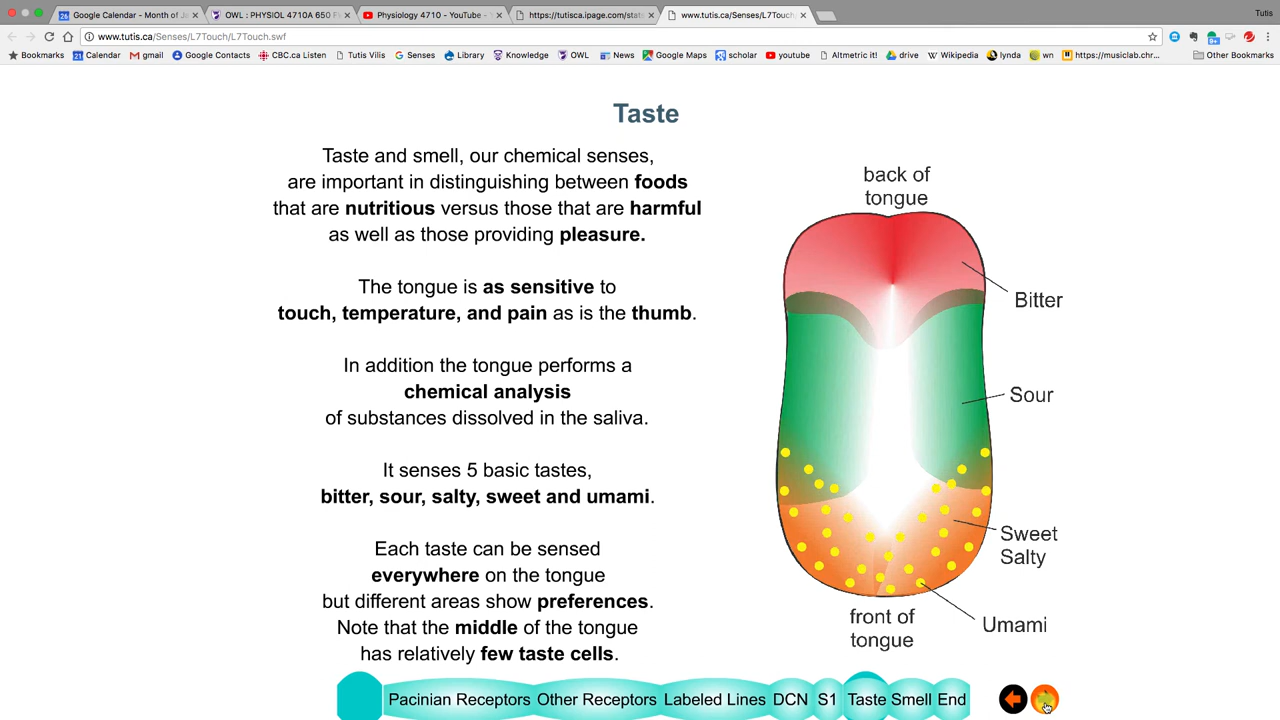 Google Calendar - Month of J
OWL : PHYSIOL 4710A 650 F
Physiology 4710 - YouTube -
https://tutisca.ipage.com/stats
www.tutis.ca/Senses/L7Touch/
Tutis
www.tutis.ca/Senses/L7Touch/L7Touch.swf
Bookmarks
Calendar
gmail
Google Contacts
CBC.ca Listen
Tutis Vilis
Senses
Library
Knowledge
OWL
News
Google Maps
scholar
youtube
Altmetric it!
drive
Wikipedia
lynda
wn
https://musiclab.chr...
Other Bookmarks
Taste
Taste and smell, our chemical senses,
are important in distinguishing between foods
that are nutritious versus those that are harmful
as well as those providing pleasure.
The tongue is as sensitive to
touch, temperature, and pain as is the thumb.
In addition the tongue performs a
chemical analysis
of substances dissolved in the saliva.
It senses 5 basic tastes,
bitter, sour, salty, sweet and umami.
Each taste can be sensed
everywhere on the tongue
but different areas show preferences.
Note that the middle of the tongue
has relatively few taste cells.
back of
tongue
Bitter
Sour
Sweet
Salty
Umami
front of
tongue
Pacinian Receptors
Other Receptors
Labeled Lines
DCN
S1
Taste
Smell
End